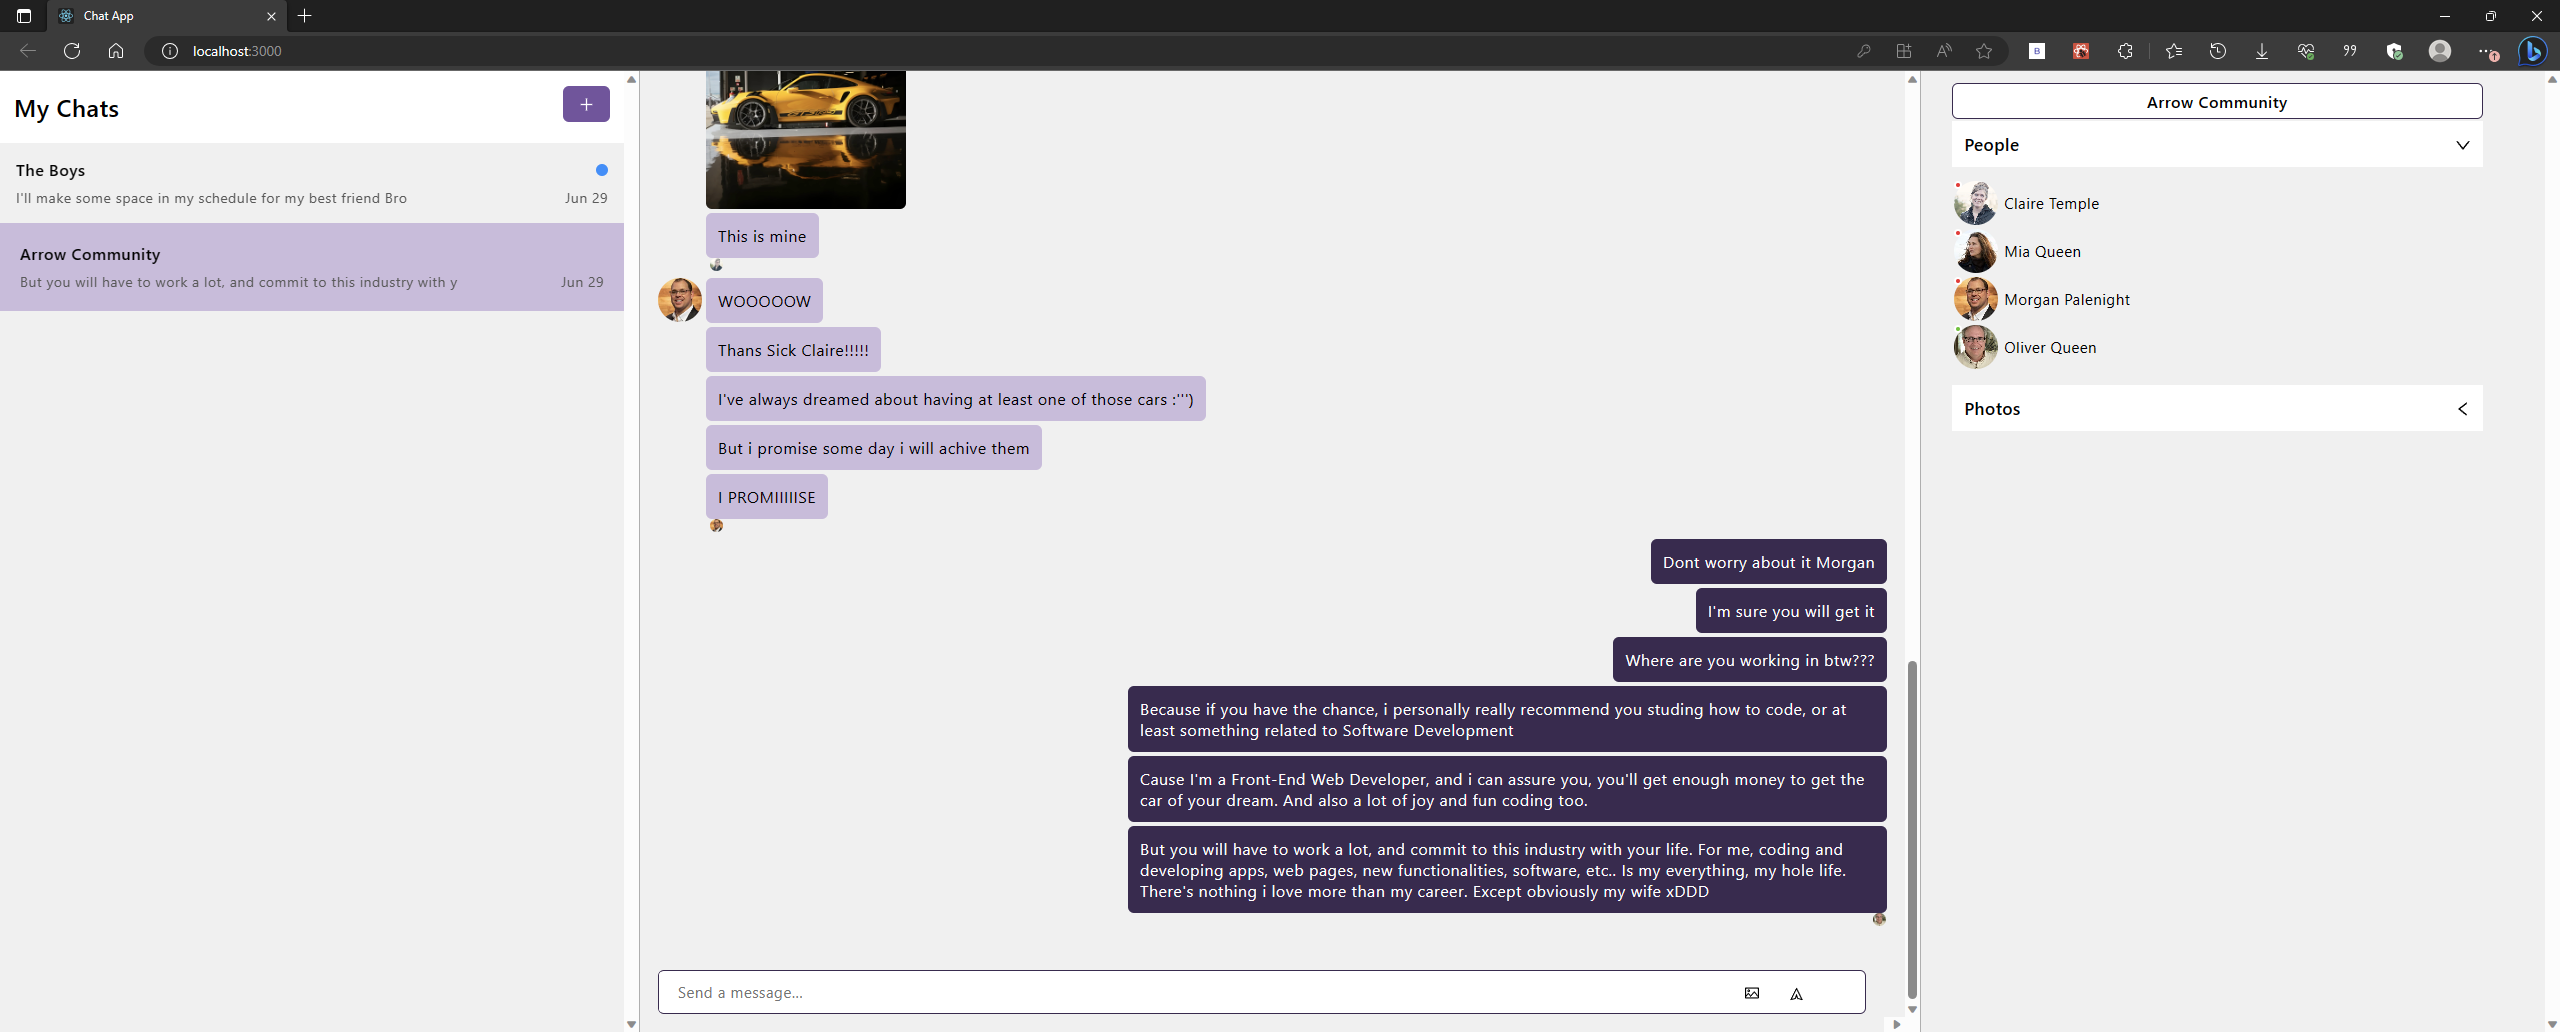 Chat App
localhost:3000
My Chats
+
The Boys
I'll make some space in my schedule for my best friend Bro
Jun 29
Arrow Community
But you will have to work a lot, and commit to this industry with y
Jun 29
This is mine
WOOOOOW
Thans Sick Claire!!!!!
I've always dreamed about having at least one of those cars :''')
But i promise some day i will achive them
I PROMIIIIISE
Dont worry about it Morgan
I'm sure you will get it
Where are you working in btw???
Because if you have the chance, i personally really recommend you studing how to code, or at
least something related to Software Development
Cause I'm a Front-End Web Developer, and i can assure you, you'll get enough money to get the
car of your dream. And also a lot of joy and fun coding too.
But you will have to work a lot, and commit to this industry with your life. For me, coding and
developing apps, web pages, new functionalities, software, etc.. Is my everything, my hole life.
There's nothing i love more than my career. Except obviously my wife xDDD
Send a message...
Arrow Community
People
Claire Temple
Mia Queen
Morgan Palenight
Oliver Queen
Photos